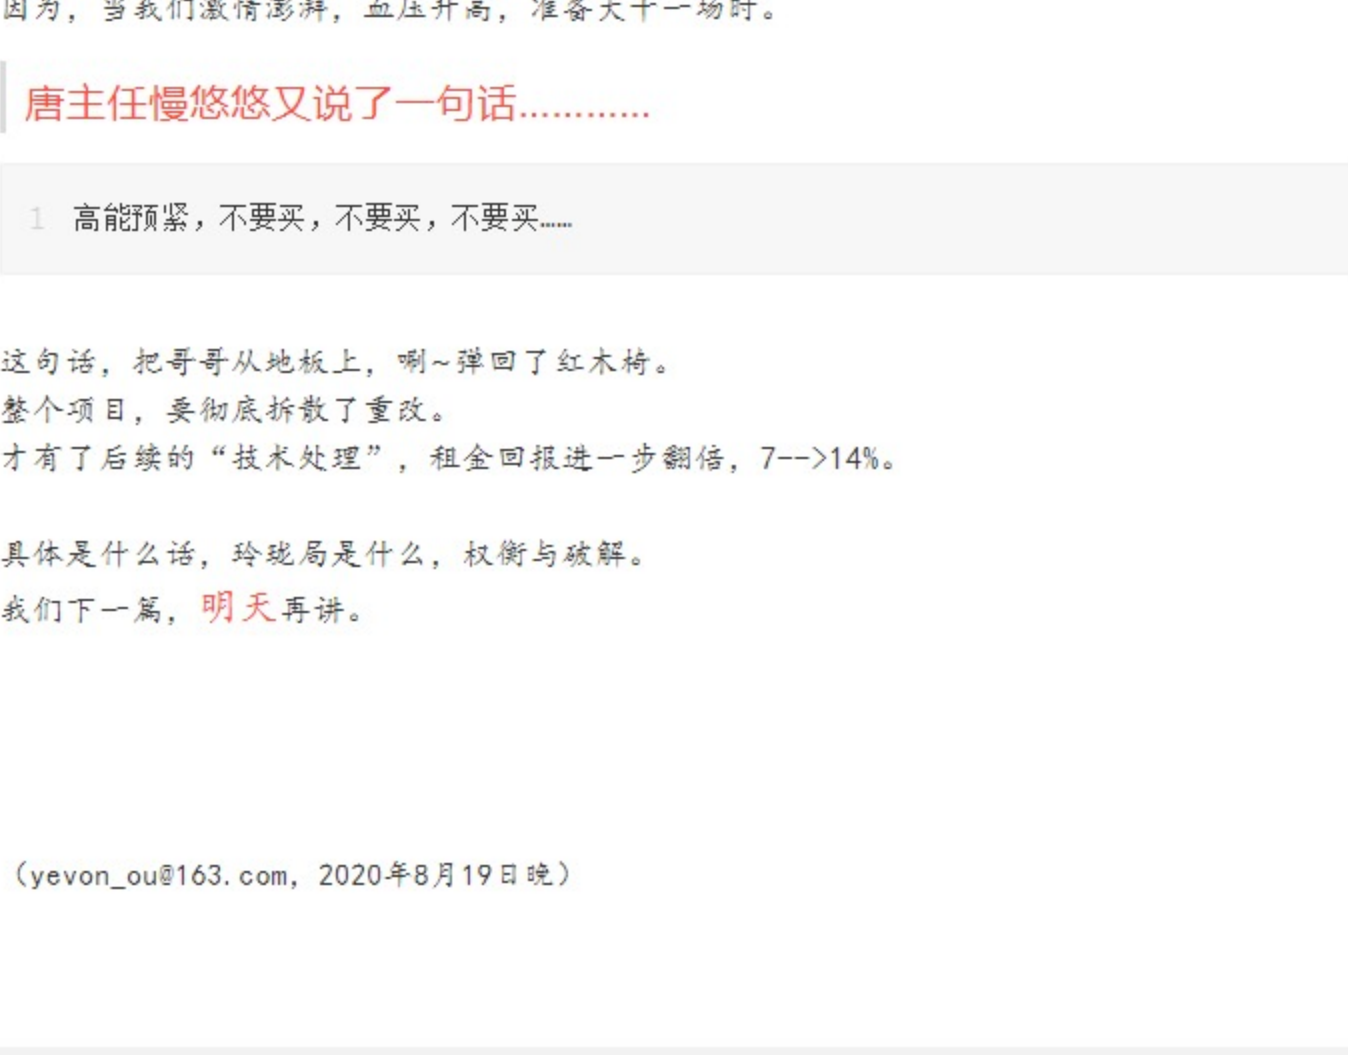 因为，当我们激情澎湃，血压升高，准备大干一场时。
唐主任慢悠悠又说了一句话…………
1 高能预紧，不要买，不要买，不要买……
这句话，把哥哥从地板上，唰~弹回了红木椅。
整个项目，要彻底拆散了重改。
才有了后续的“技术处理”，租金回报进一步翻倍，7-->14%。
具体是什么话，玲珑局是什么，权衡与破解。
我们下一篇，明天再讲。
（yevon_ou@163.com，2020年8月19日晚）